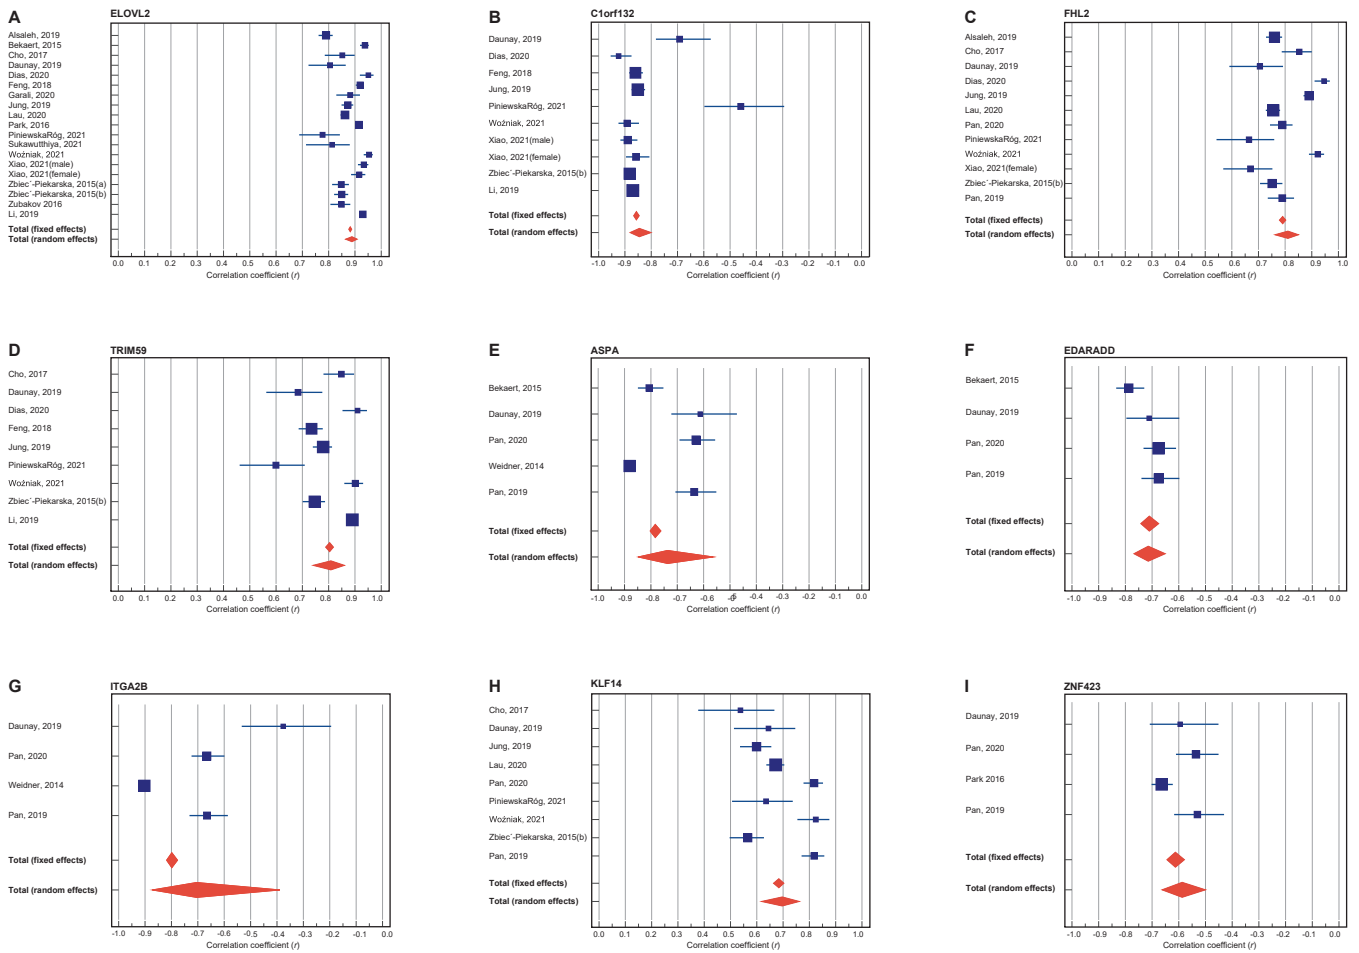 A
ELOVL2
Alsaleh, 2019
Bekaert, 2015
Cho, 2017
Daunay, 2019
Dias, 2020
Feng, 2018
Garali, 2020
Jung, 2019
Lau, 2020
Park, 2016
PiniewskaRóg, 2021
Sukawutthiya, 2021
Woźniak, 2021
Xiao, 2021(male)
Xiao, 2021(female)
Zbiec´-Piekarska, 2015(a)
Zbiec´-Piekarska, 2015(b)
Zubakov 2016
Li, 2019
Total (fixed effects)
Total (random effects)
0.0 0.1 0.2 0.3 0.4 0.5 0.6 0.7 0.8 0.9 1.0
Correlation coefficient (r)
B
C1orf132
Daunay, 2019
Dias, 2020
Feng, 2018
Jung, 2019
PiniewskaRóg, 2021
Woźniak, 2021
Xiao, 2021(male)
Xiao, 2021(female)
Zbiec´-Piekarska, 2015(b)
Li, 2019
Total (fixed effects)
Total (random effects)
-1.0 -0.9 -0.8 -0.7 -0.6 -0.5 -0.4 -0.3 -0.2 -0.1 0.0
Correlation coefficient (r)
C
FHL2
Alsaleh, 2019
Cho, 2017
Daunay, 2019
Dias, 2020
Jung, 2019
Lau, 2020
Pan, 2020
PiniewskaRóg, 2021
Woźniak, 2021
Xiao, 2021(female)
Zbiec´-Piekarska, 2015(b)
Pan, 2019
Total (fixed effects)
Total (random effects)
0.0 0.1 0.2 0.3 0.4 0.5 0.6 0.7 0.8 0.9 1.0
Correlation coefficient (r)
D
TRIM59
Cho, 2017
Daunay, 2019
Dias, 2020
Feng, 2018
Jung, 2019
PiniewskaRóg, 2021
Woźniak, 2021
Zbiec´-Piekarska, 2015(b)
Li, 2019
Total (fixed effects)
Total (random effects)
0.0 0.1 0.2 0.3 0.4 0.5 0.6 0.7 0.8 0.9 1.0
Correlation coefficient (r)
E
ASPA
Bekaert, 2015
Daunay, 2019
Pan, 2020
Weidner, 2014
Pan, 2019
Total (fixed effects)
Total (random effects)
-1.0 -0.9 -0.8 -0.7 -0.6 -0.5 -0.4 -0.3 -0.2 -0.1 0.0
Correlation coefficient (r)
F
EDARADD
Bekaert, 2015
Daunay, 2019
Pan, 2020
Pan, 2019
Total (fixed effects)
Total (random effects)
-1.0 -0.9 -0.8 -0.7 -0.6 -0.5 -0.4 -0.3 -0.2 -0.1 0.0
Correlation coefficient (r)
G
ITGA2B
Daunay, 2019
Pan, 2020
Weidner, 2014
Pan, 2019
Total (fixed effects)
Total (random effects)
-1.0 -0.9 -0.8 -0.7 -0.6 -0.5 -0.4 -0.3 -0.2 -0.1 0.0
Correlation coefficient (r)
H
KLF14
Cho, 2017
Daunay, 2019
Jung, 2019
Lau, 2020
Pan, 2020
PiniewskaRóg, 2021
Woźniak, 2021
Zbiec´-Piekarska, 2015(b)
Pan, 2019
Total (fixed effects)
Total (random effects)
0.0 0.1 0.2 0.3 0.4 0.5 0.6 0.7 0.8 0.9 1.0
Correlation coefficient (r)
I
ZNF423
Daunay, 2019
Pan, 2020
Park 2016
Pan, 2019
Total (fixed effects)
Total (random effects)
-1.0 -0.9 -0.8 -0.7 -0.6 -0.5 -0.4 -0.3 -0.2 -0.1 0.0
Correlation coefficient (r)